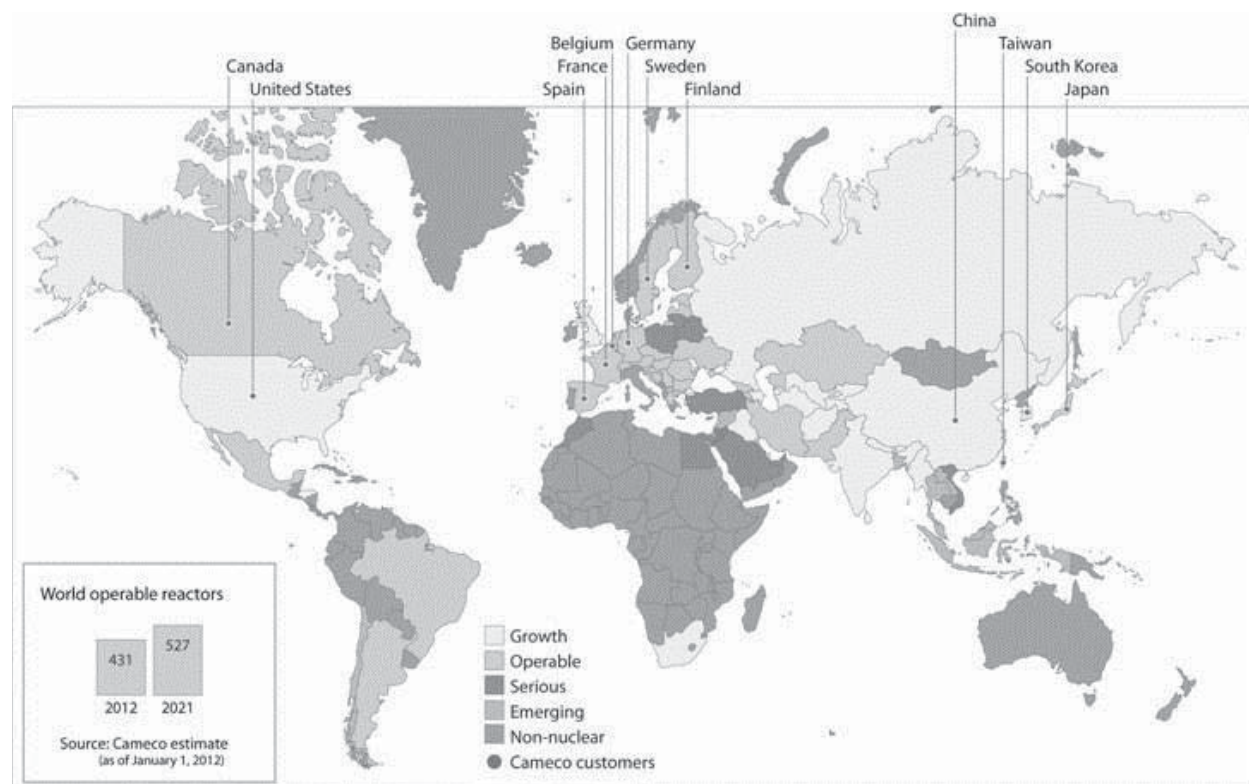 China
Belgium
Germany
Taiwan
Canada
France
Sweden
South Korea
United States
Spain
Finland
Japan
World operable reactors
431
527
2012
2021
Source: Cameco estimate
(as of January 1, 2012)
Growth
Operable
Serious
Emerging
Non-nuclear
Cameco customers